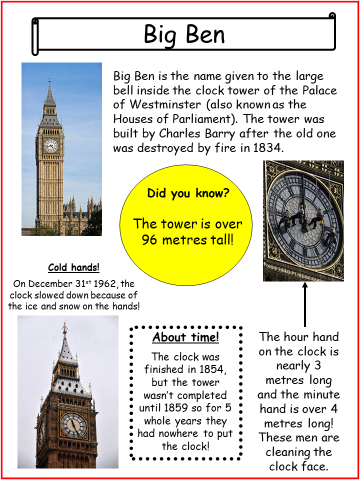 Big Ben
Big Ben is the name given to the large
bell inside the clock tower of the Palace
of Westminster (also known as the
Houses of Parliament). The tower was
built by Charles Barry after the old one
was destroyed by fire in 1834.
Did you know?
The tower is over
96 metres tall!
Cold hands!
On December 31st 1962, the
clock slowed down because of
the ice and snow on the hands!
About time!
The clock was
finished in 1854,
but the tower
wasn't completed
until 1859 so for 5
whole years they
had nowhere to put
the clock!
The hour hand
on the clock is
nearly 3
metres long
and the minute
hand is over 4
metres long!
These men are
cleaning the
clock face.